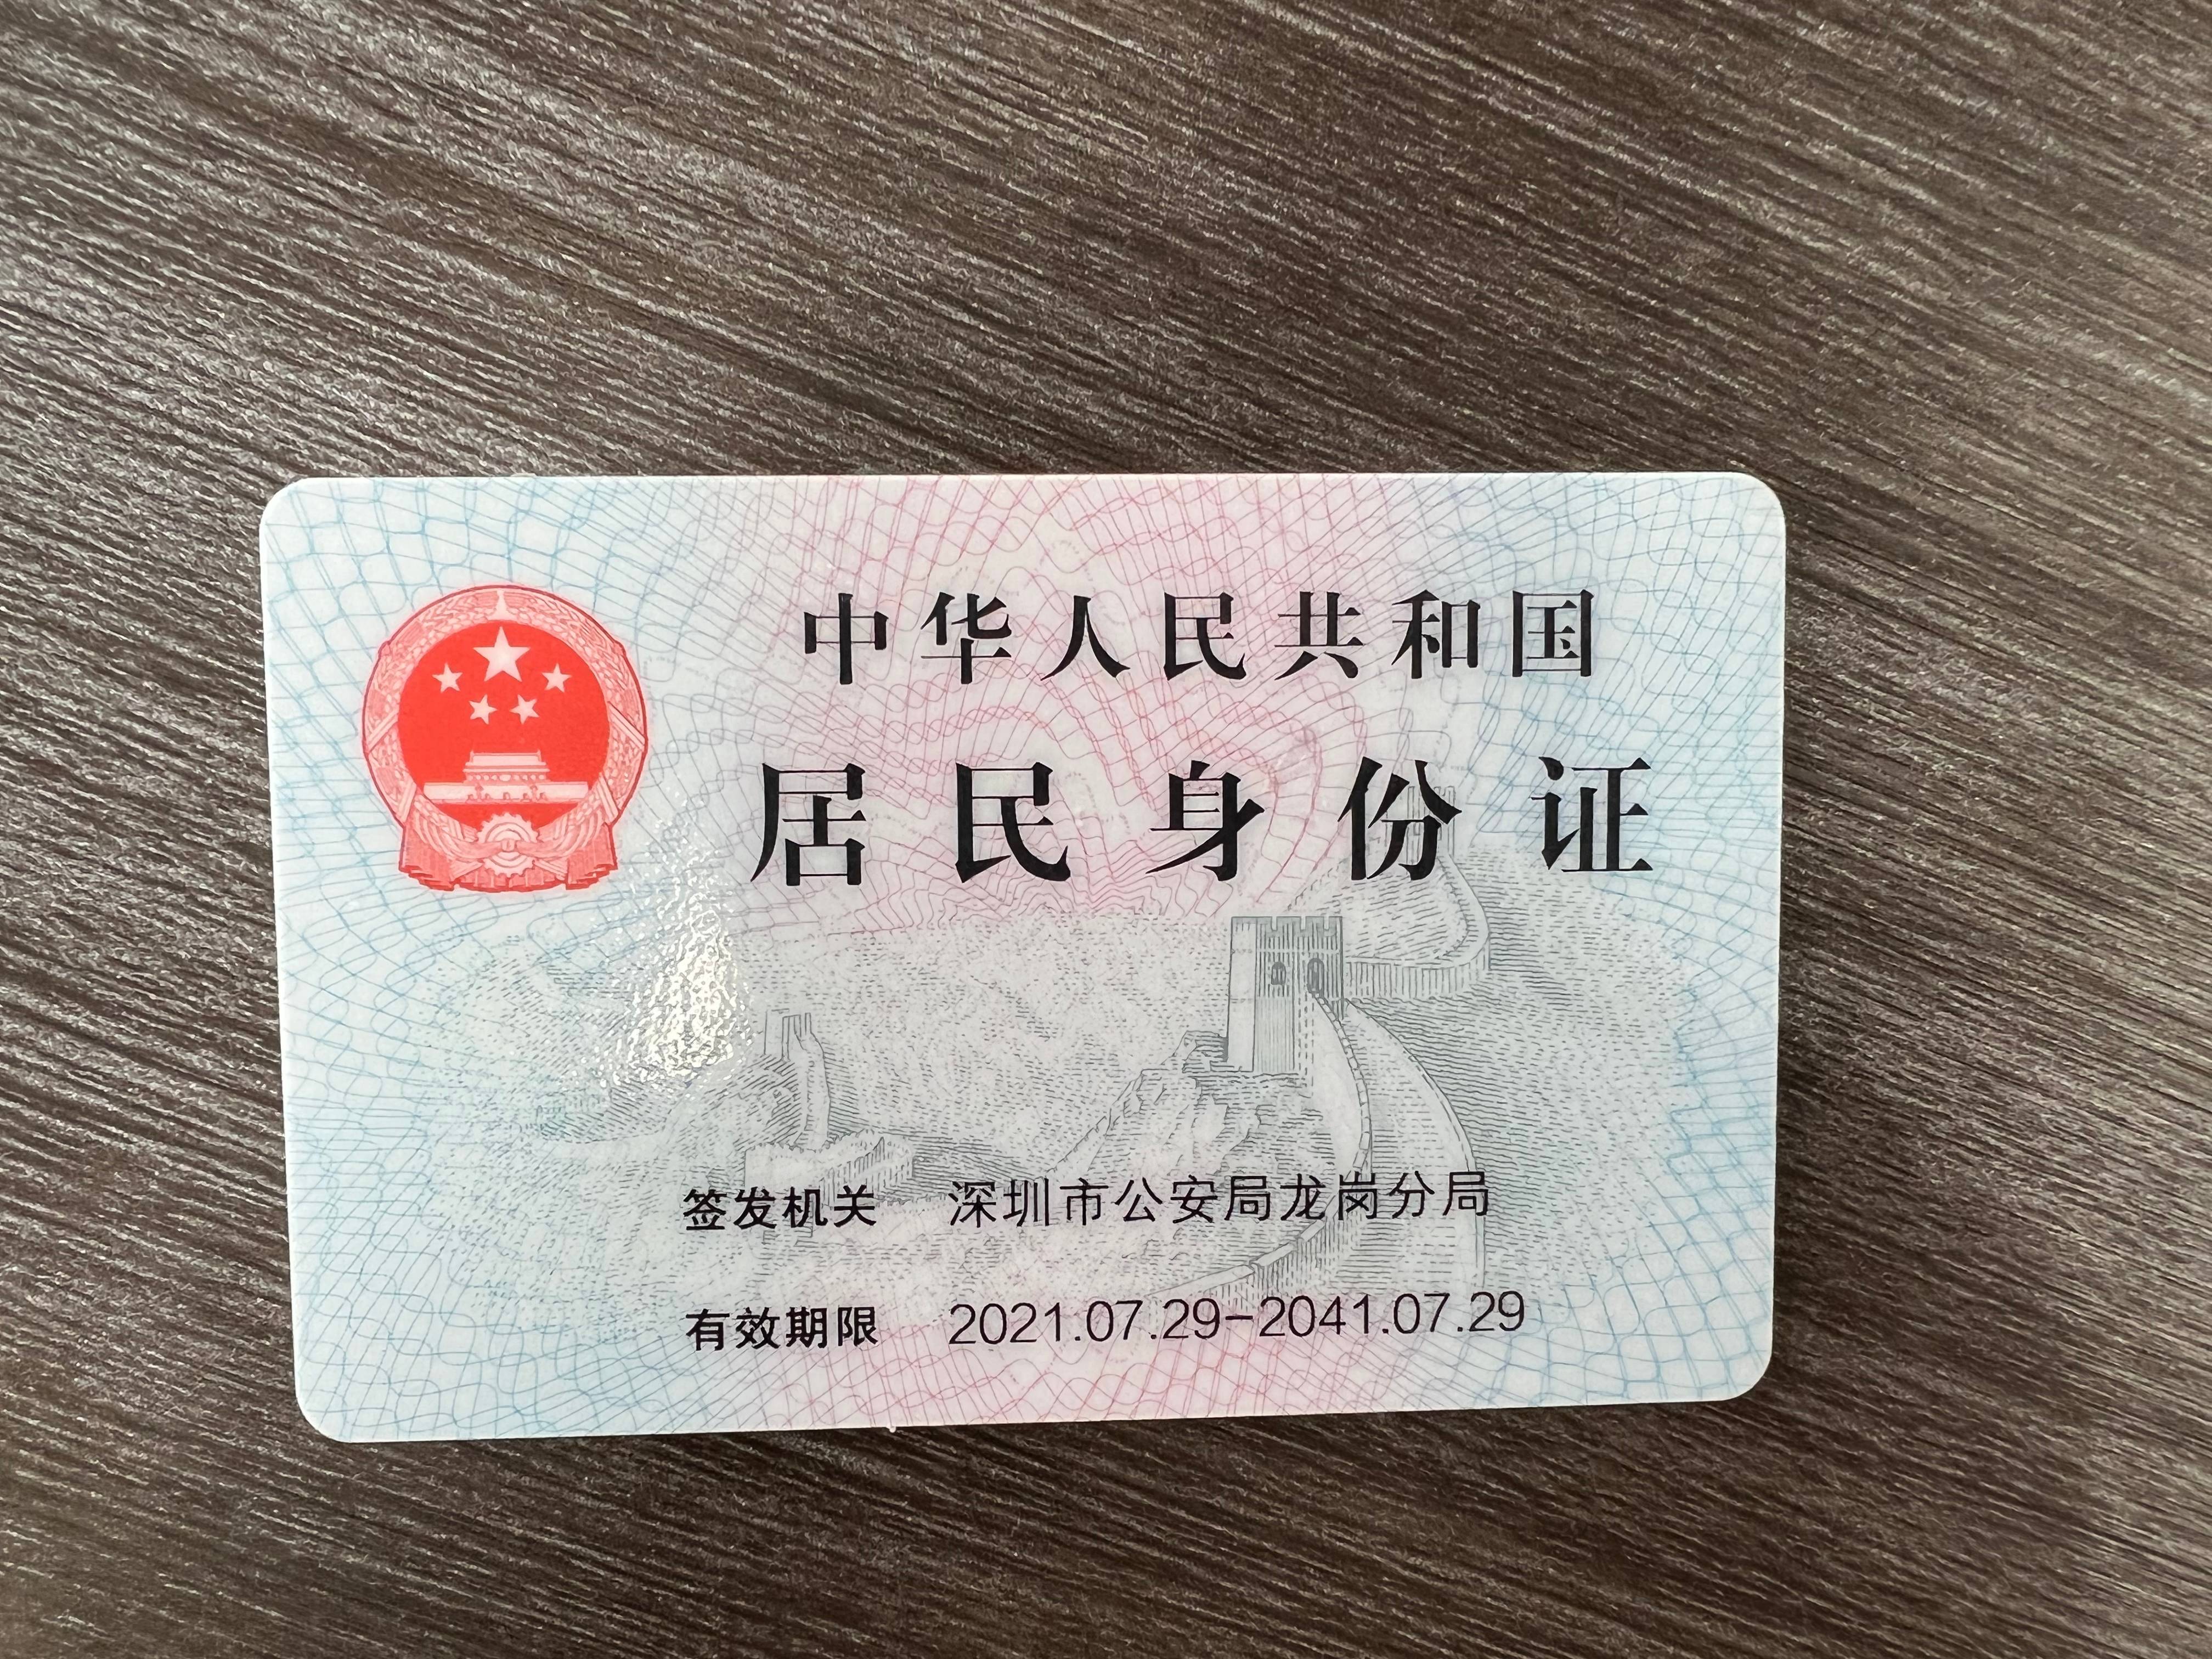 中华人民共和国
居民身份证
签发机关 深圳市公安局龙岗分局
有效期限 2021.07.29-2041.07.29